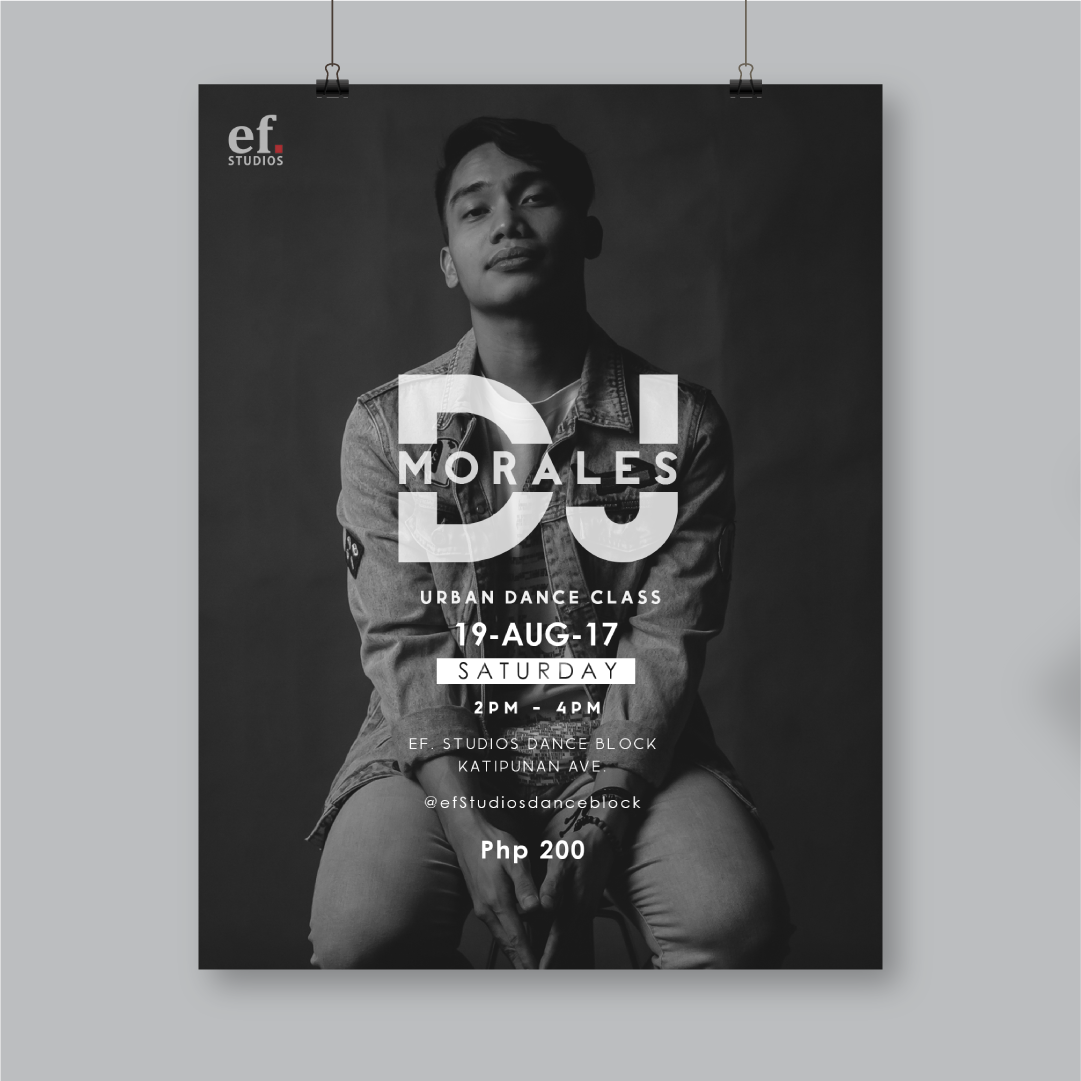 ef.
STUDIOS
DJ
MORALES
URBAN DANCE CLASS
19-AUG-17
SATURDAY
2PM - 4PM
EF. STUDIOS DANCE BLOCK
KATIPUNAN AVE.
@efStudiosdanceblock
Php 200